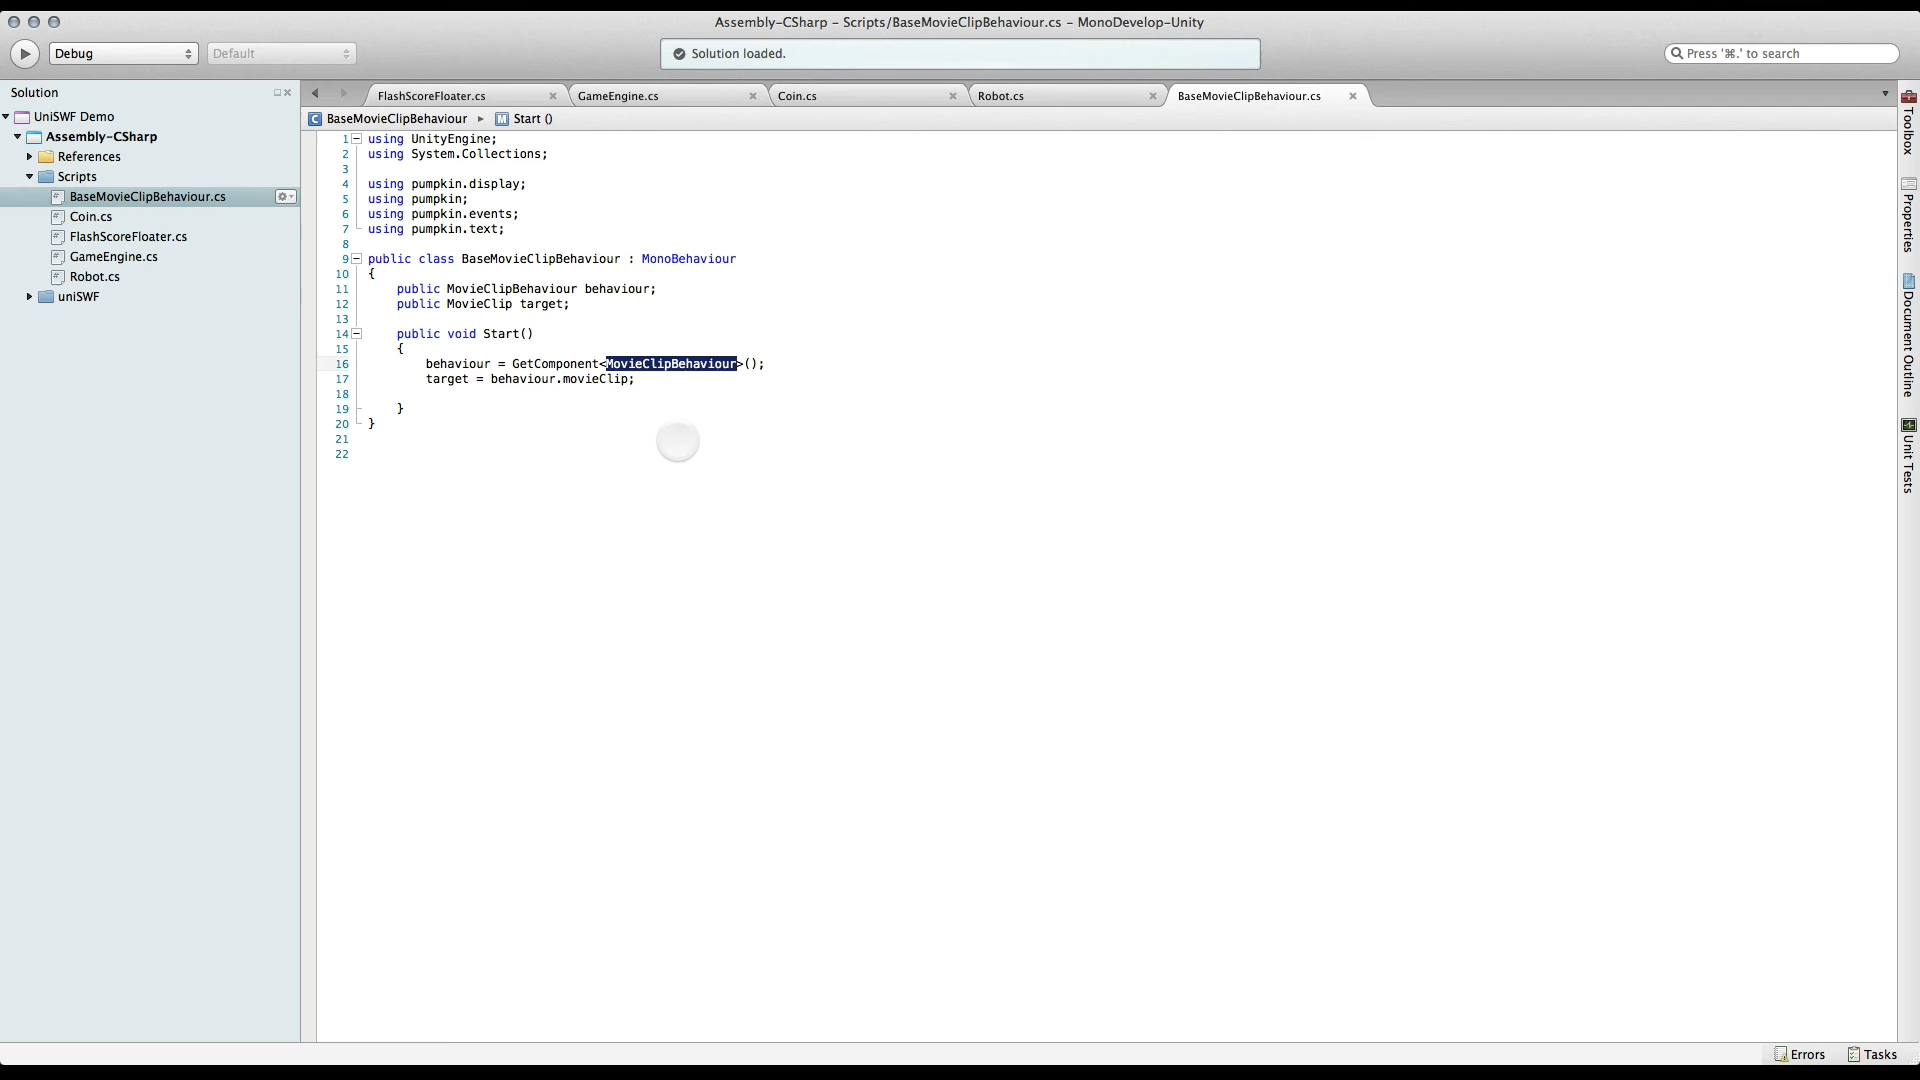 Assembly-CSharp – Scripts/BaseMovieClipBehaviour.cs – MonoDevelop-Unity
Debug
Default
Solution loaded.
Press '⌘.' to search
Solution
UniSWF Demo
Assembly-CSharp
References
Scripts
BaseMovieClipBehaviour.cs
Coin.cs
FlashScoreFloater.cs
GameEngine.cs
Robot.cs
uniSWF
FlashScoreFloater.cs
GameEngine.cs
Coin.cs
Robot.cs
BaseMovieClipBehaviour.cs
C BaseMovieClipBehaviour ▸ M Start ()
1 using UnityEngine;
2 using System.Collections;
3
4 using pumpkin.display;
5 using pumpkin;
6 using pumpkin.events;
7 using pumpkin.text;
8
9 public class BaseMovieClipBehaviour : MonoBehaviour
10 {
11 public MovieClipBehaviour behaviour;
12 public MovieClip target;
13
14 public void Start()
15 {
16 behaviour = GetComponent<MovieClipBehaviour>();
17 target = behaviour.movieClip;
18
19 }
20 }
21
22
Toolbox
Properties
Document Outline
Unit Tests
Errors
Tasks